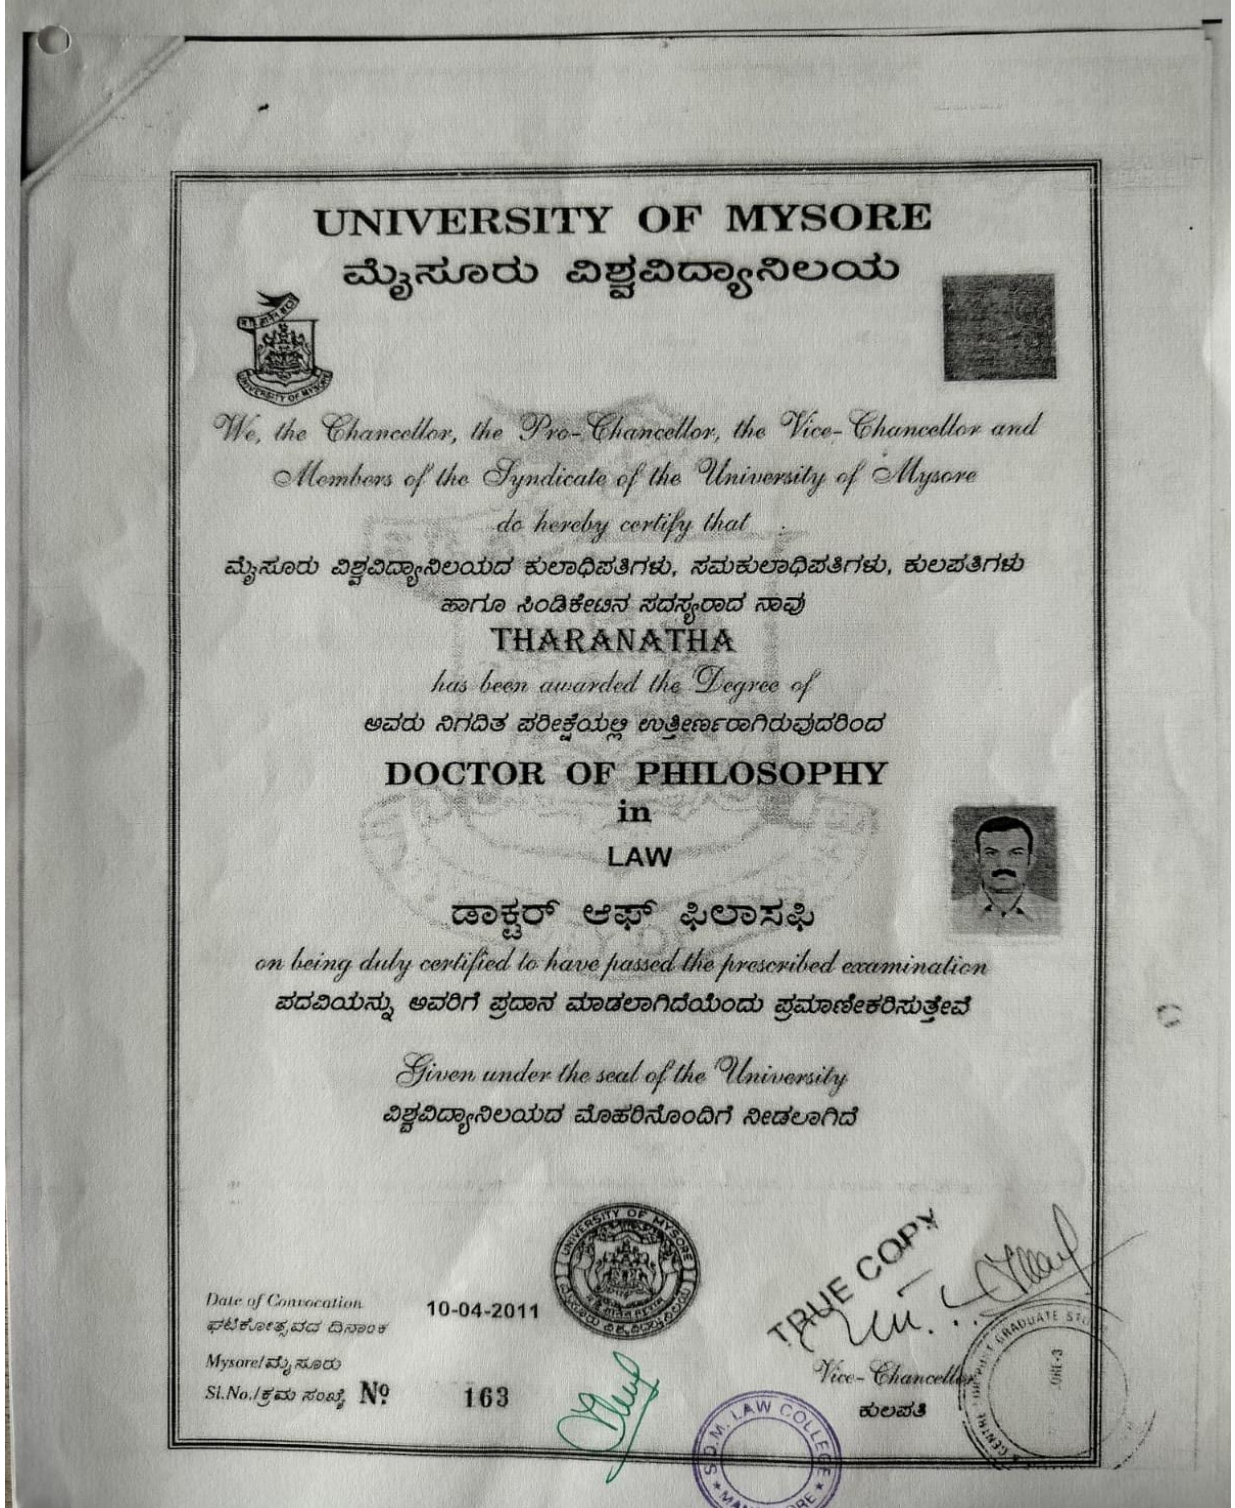 UNIVERSITY OF MYSORE
ಮೈಸೂರು ವಿಶ್ವವಿದ್ಯಾನಿಲಯ
UNIVERSITY OF MYSORE
We, the Chancellor, the Pro-Chancellor, the Vice-Chancellor and
Members of the Syndicate of the University of Mysore
do hereby certify that
ಮೈಸೂರು ವಿಶ್ವವಿದ್ಯಾನಿಲಯದ ಕುಲಾಧಿಪತಿಗಳು, ಸಮಕುಲಾಧಿಪತಿಗಳು, ಕುಲಪತಿಗಳು
ಹಾಗೂ ಸಿಂಡಿಕೇಟಿನ ಸದಸ್ಯರಾದ ನಾವು
THARANATHA
has been awarded the Degree of
ಅವರು ನಿಗದಿತ ಪರೀಕ್ಷೆಯಲ್ಲಿ ಉತ್ತೀರ್ಣರಾಗಿರುವುದರಿಂದ
DOCTOR OF PHILOSOPHY
in
LAW
ಡಾಕ್ಟರ್ ಆಫ್ ಫಿಲಾಸಫಿ
on being duly certified to have passed the prescribed examination
ಪದವಿಯನ್ನು ಅವರಿಗೆ ಪ್ರದಾನ ಮಾಡಲಾಗಿದೆಯೆಂದು ಪ್ರಮಾಣೀಕರಿಸುತ್ತೇವೆ
Given under the seal of the University
ವಿಶ್ವವಿದ್ಯಾನಿಲಯದ ಮೊಹರಿನೊಂದಿಗೆ ನೀಡಲಾಗಿದೆ
UNIVERSITY OF MYSORE
ಮೈಸೂರು ವಿಶ್ವವಿದ್ಯಾನಿಲಯ
TRUE COPY
Date of Convocation 10-04-2011
ಘಟಿಕೋತ್ಸವದ ದಿನಾಂಕ
Mysore/ಮೈಸೂರು
Sl.No./ಕ್ರಮ ಸಂಖ್ಯೆ Nº 163
Vice-Chancellor
ಕುಲಪತಿ
GRADUATE
S.D.M. LAW COLLEGE